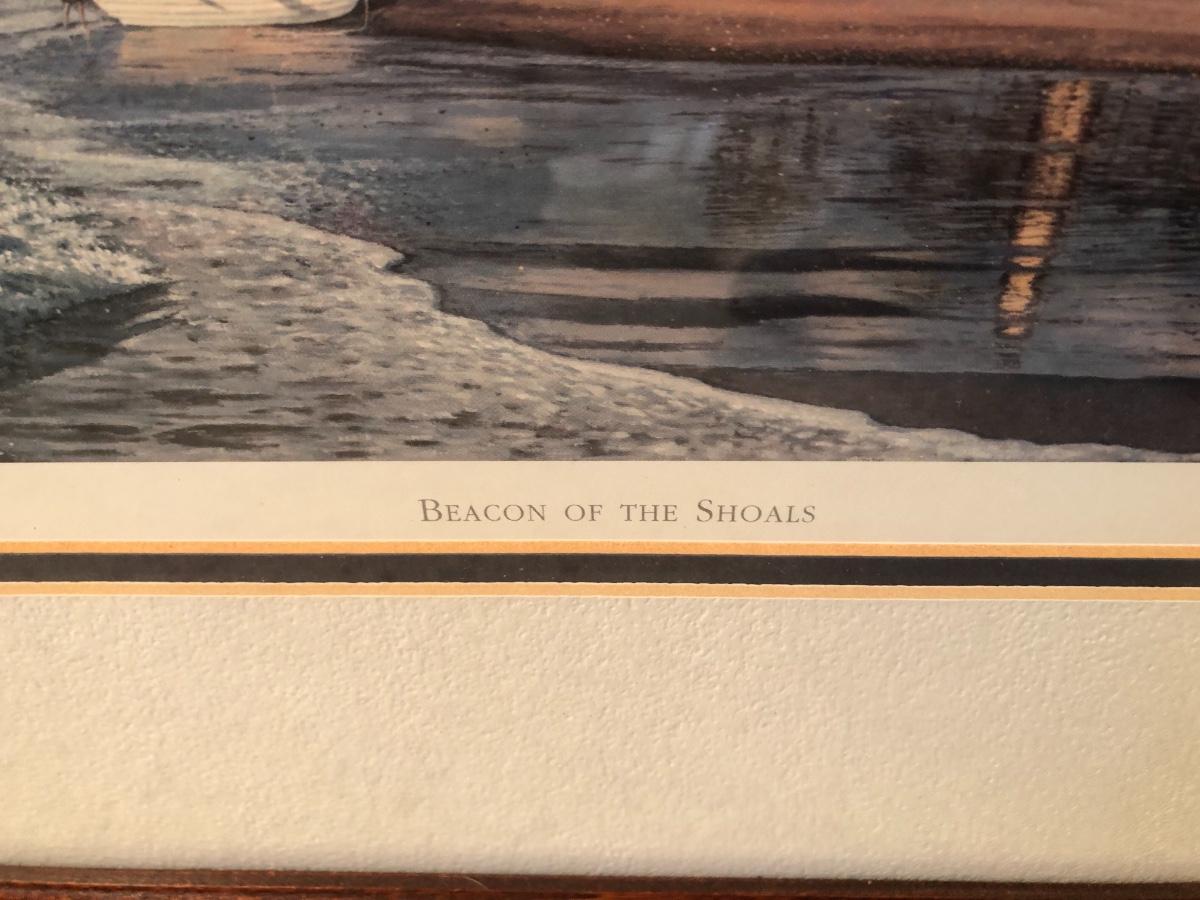 Beacon of the Shoals